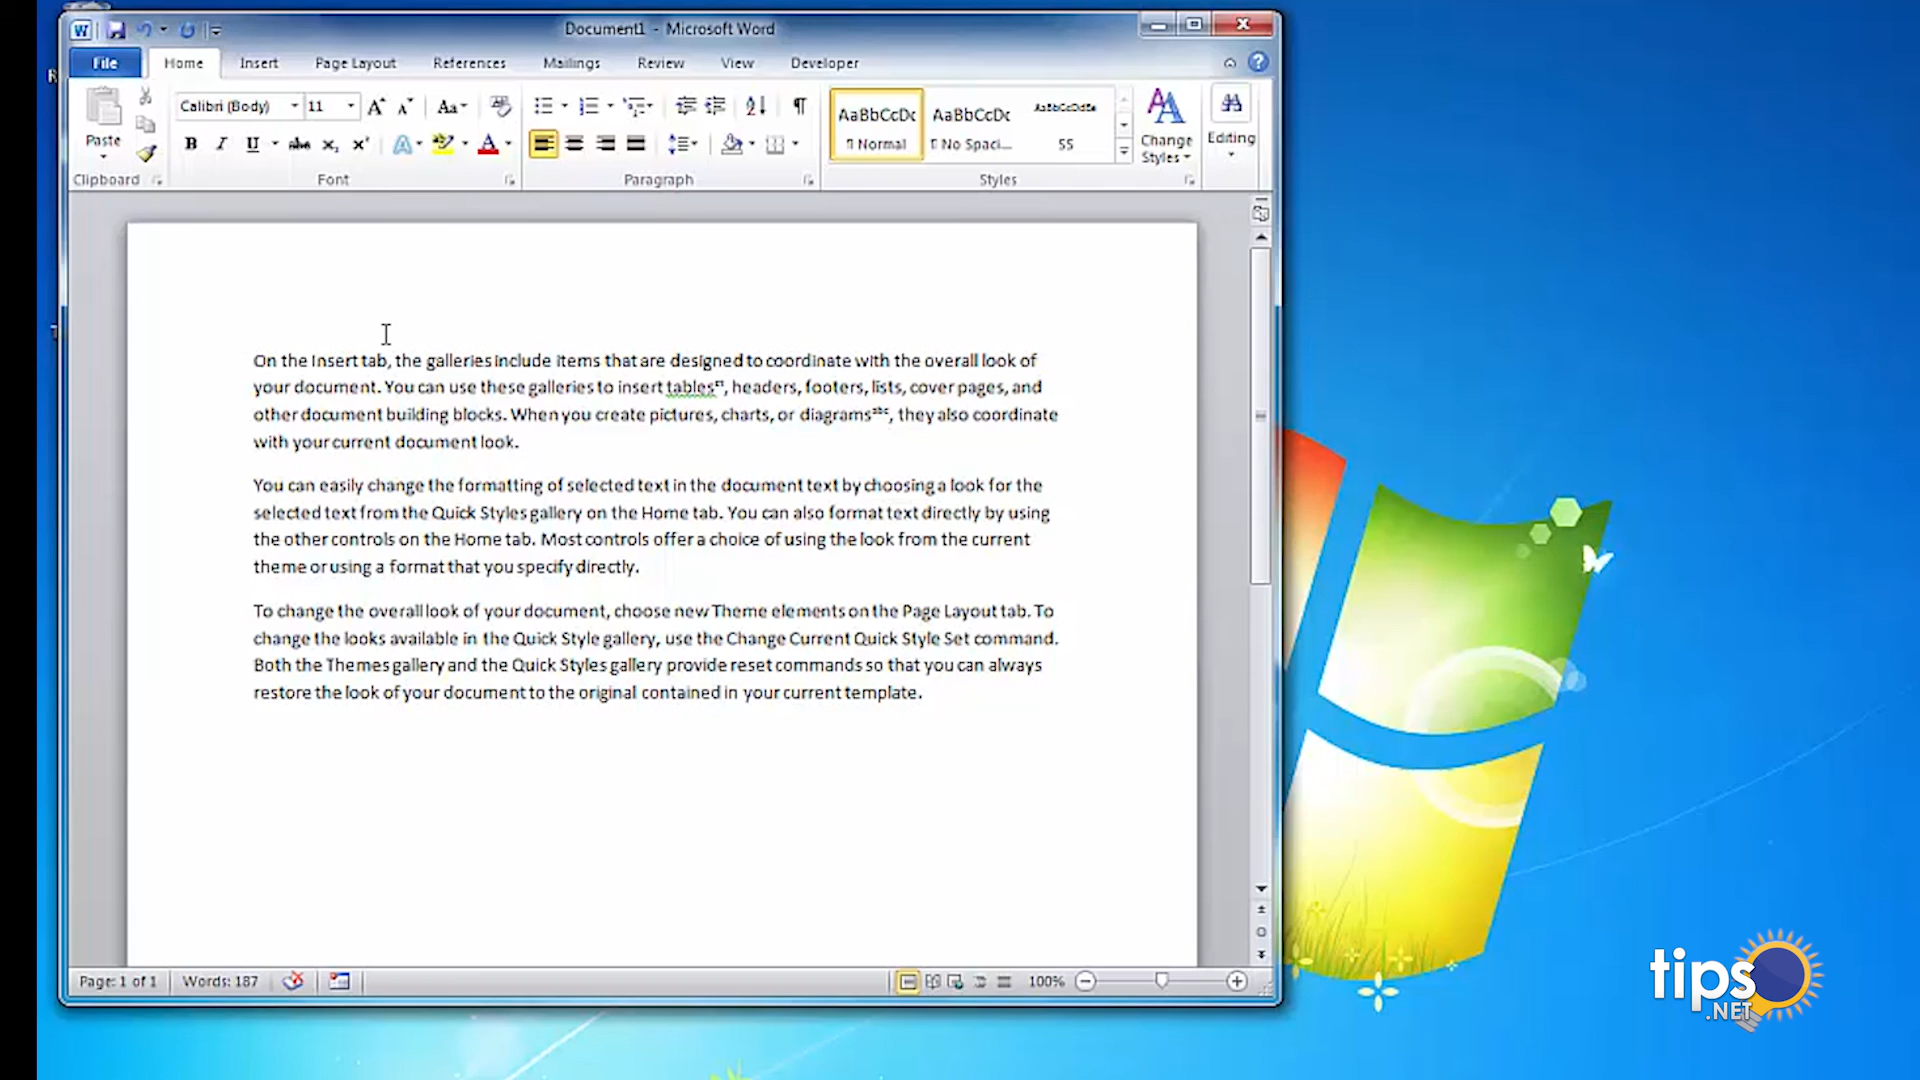 Document1 - Microsoft Word
File Home Insert Page Layout References Mailings Review View Developer
Calibri (Body) 11 Aa
Paste
B I U abc x₂ x² A A
AaBbCcDc AaBbCcDc AaBbCcDdEe
¶ Normal ¶ No Spaci... 55
Change Styles
Editing
Clipboard Font Paragraph Styles
On the Insert tab, the galleries include items that are designed to coordinate with the overall look of
your document. You can use these galleries to insert tables, headers, footers, lists, cover pages, and
other document building blocks. When you create pictures, charts, or diagramsᵃᵇᶜ, they also coordinate
with your current document look.
You can easily change the formatting of selected text in the document text by choosing a look for the
selected text from the Quick Styles gallery on the Home tab. You can also format text directly by using
the other controls on the Home tab. Most controls offer a choice of using the look from the current
theme or using a format that you specify directly.
To change the overall look of your document, choose new Theme elements on the Page Layout tab. To
change the looks available in the Quick Style gallery, use the Change Current Quick Style Set command.
Both the Themes gallery and the Quick Styles gallery provide reset commands so that you can always
restore the look of your document to the original contained in your current template.
Page: 1 of 1 Words: 187 100%
tips
.NET